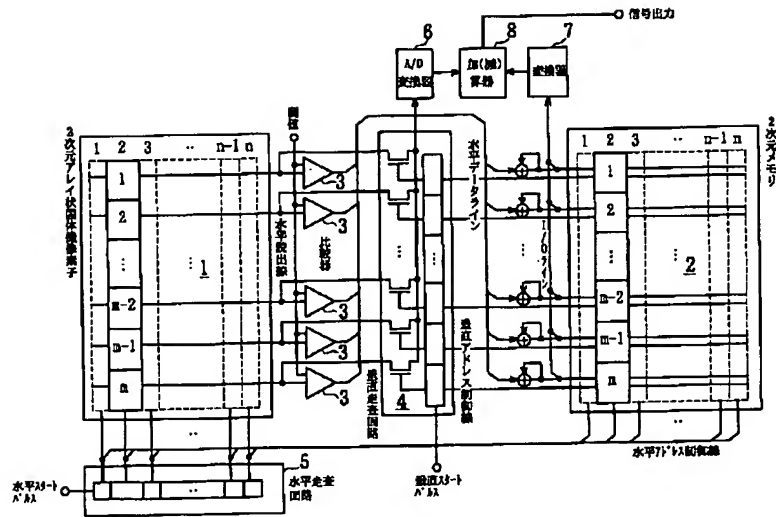 信号出力
6
8
7
A/D
変換器
加(減)
算器
変換器
閾値
2次元アレイ状固体撮像素子
1 2 3 ‥ n-1 n
1
2
⋮
m-2
m-1
m
1
水平読出線
比較器
3
3
3
3
3
垂直走査回路
4
水平データライン
垂直アドレス制御線
I/Oライン
2次元メモリ
1 2 3 ‥ n-1 n
1
2
⋮
m-2
m-1
m
2
水平アドレス制御線
5
水平走査
回路
水平スタート
パルス
垂直スタート
パルス